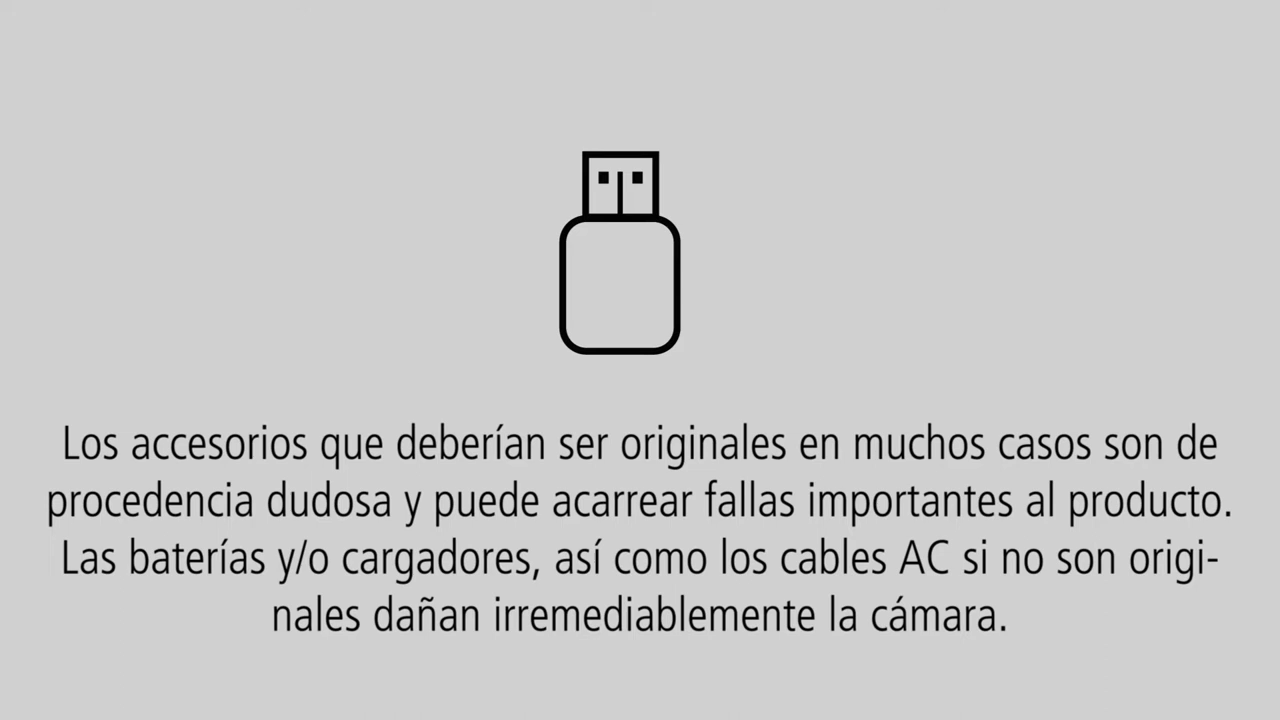 Los accesorios que deberían ser originales en muchos casos son de
procedencia dudosa y puede acarrear fallas importantes al producto.
Las baterías y/o cargadores, así como los cables AC si no son origi-
nales dañan irremediablemente la cámara.